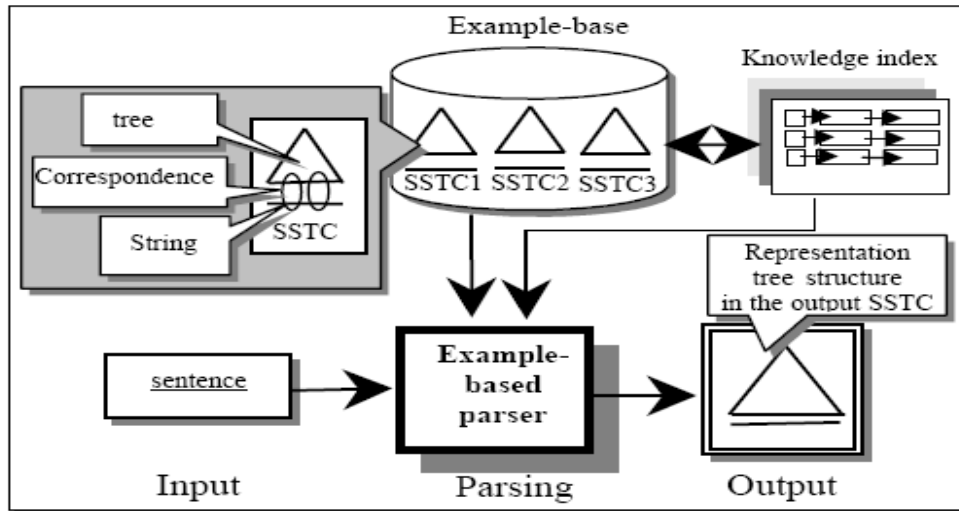 Example-base
Knowledge index
tree
Correspondence
String
SSTC
SSTC1 SSTC2 SSTC3
Representation
tree structure
in the output SSTC
sentence
Example-
based
parser
Input
Parsing
Output